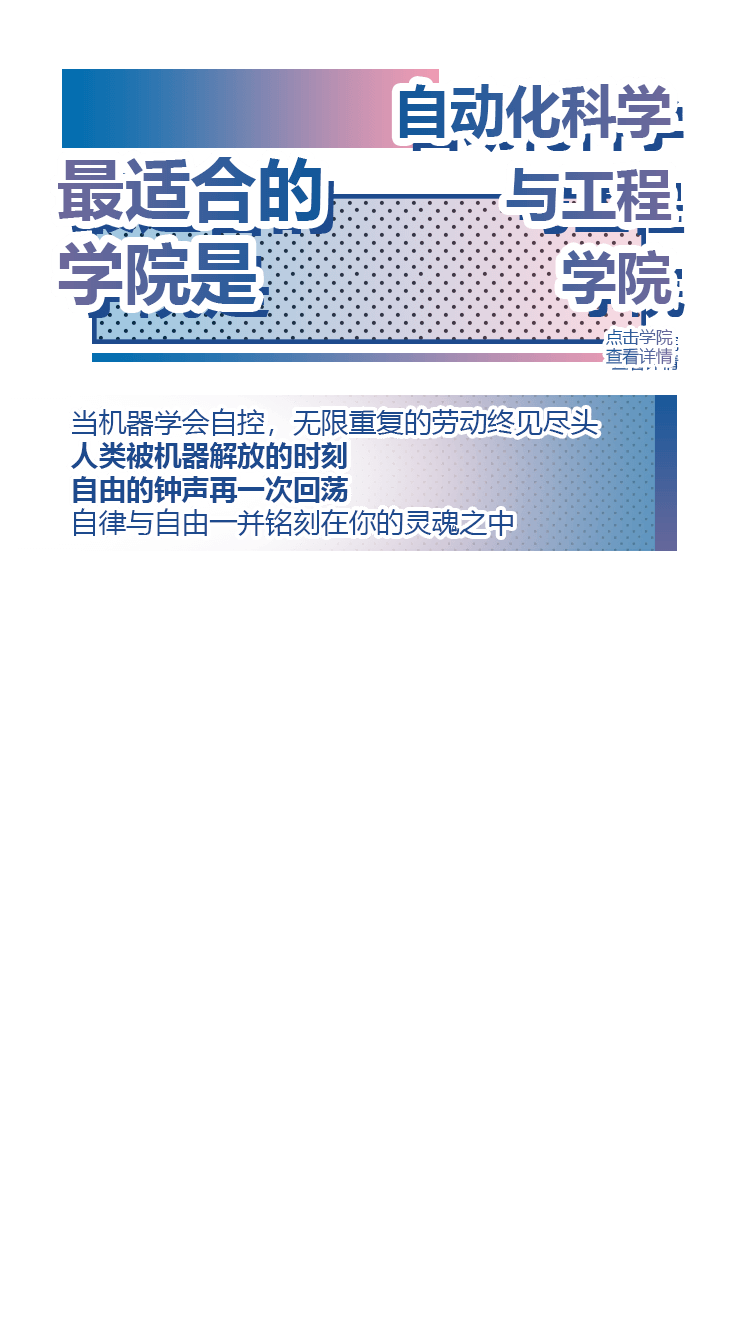 最适合的
学院是
自动化科学
与工程
学院
点击学院
查看详情
当机器学会自控，无限重复的劳动终见尽头
人类被机器解放的时刻
自由的钟声再一次回荡
自律与自由一并铭刻在你的灵魂之中